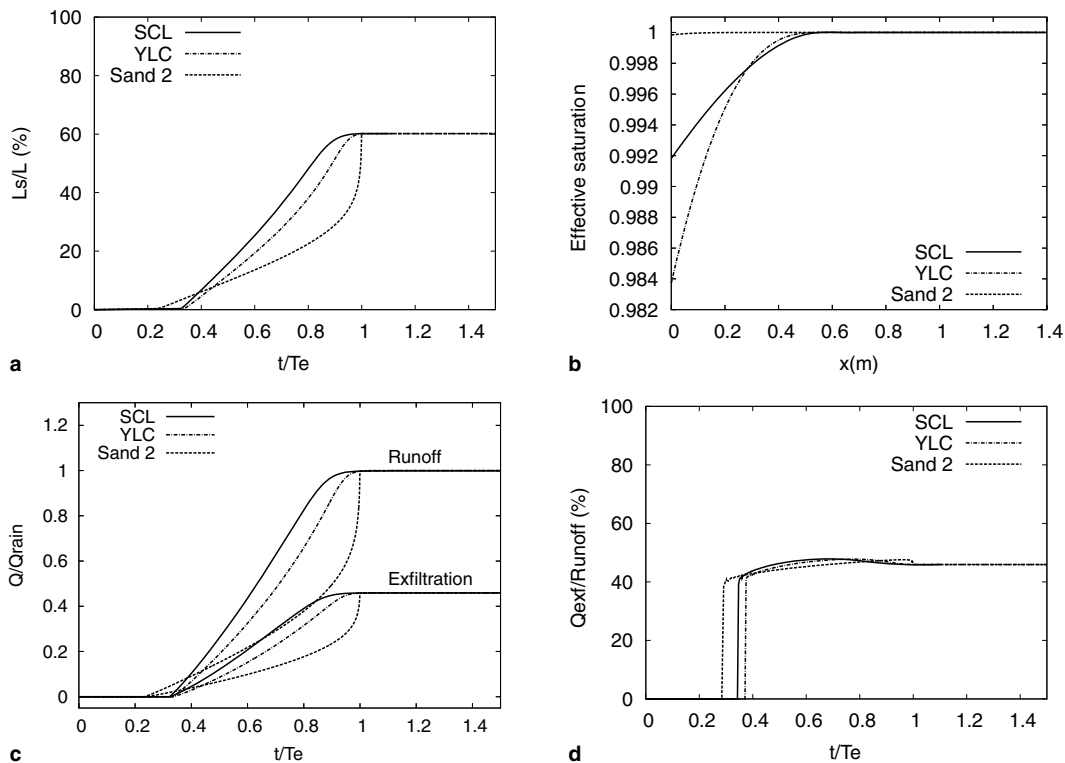 100
80
60
40
20
0
Ls/L (%)
SCL
YLC
Sand 2
0 0.2 0.4 0.6 0.8 1 1.2 1.4
t/Te
a
1
0.998
0.996
0.994
0.992
0.99
0.988
0.986
0.984
0.982
Effective saturation
SCL
YLC
Sand 2
0 0.2 0.4 0.6 0.8 1 1.2 1.4
x(m)
b
1.2
1
0.8
0.6
0.4
0.2
0
Q/Qrain
SCL
YLC
Sand 2
Runoff
Exfiltration
0 0.2 0.4 0.6 0.8 1 1.2 1.4
t/Te
c
100
80
60
40
20
0
Qexf/Runoff (%)
SCL
YLC
Sand 2
0 0.2 0.4 0.6 0.8 1 1.2 1.4
t/Te
d